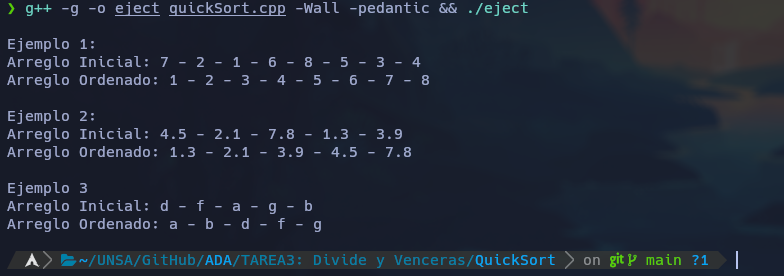 ❯ g++ -g -o eject quickSort.cpp -Wall -pedantic && ./eject
Ejemplo 1:
Arreglo Inicial: 7 - 2 - 1 - 6 - 8 - 5 - 3 - 4
Arreglo Ordenado: 1 - 2 - 3 - 4 - 5 - 6 - 7 - 8
Ejemplo 2:
Arreglo Inicial: 4.5 - 2.1 - 7.8 - 1.3 - 3.9
Arreglo Ordenado: 1.3 - 2.1 - 3.9 - 4.5 - 7.8
Ejemplo 3
Arreglo Inicial: d - f - a - g - b
Arreglo Ordenado: a - b - d - f - g
~/UNSA/GitHub/ADA/TAREA3: Divide y Venceras/QuickSort on git main ?1